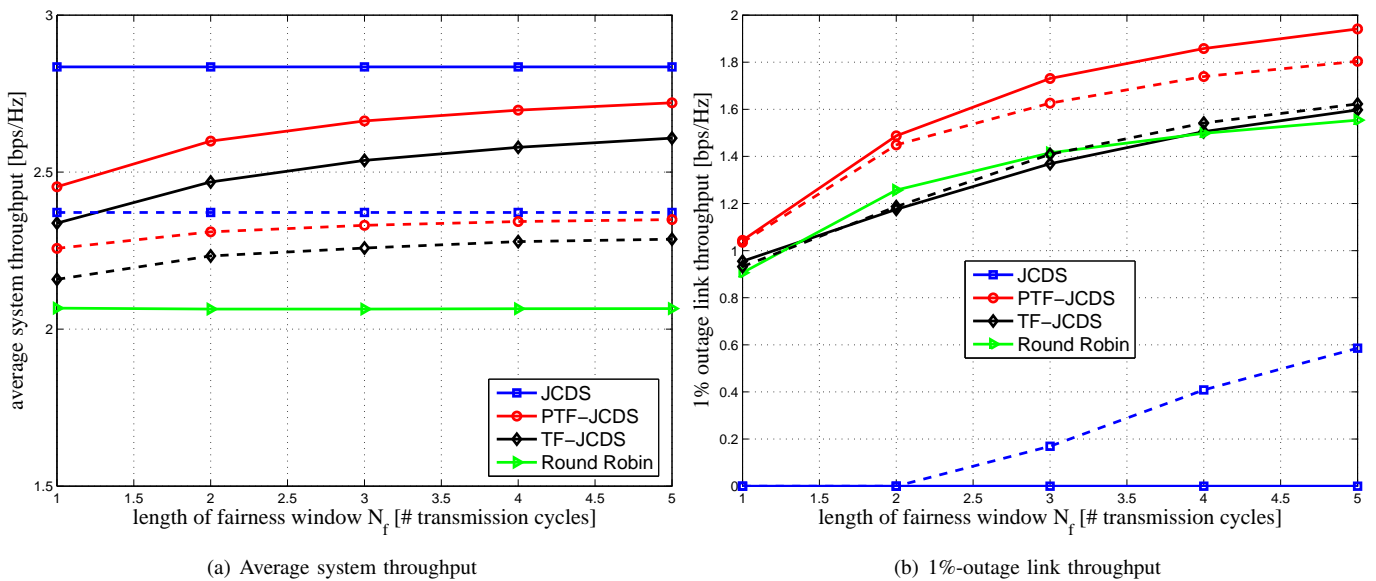 3
2.5
2
1.5
average system throughput [bps/Hz]
1 1.5 2 2.5 3 3.5 4 4.5 5
length of fairness window N_f [# transmission cycles]
JCDS
PTF-JCDS
TF-JCDS
Round Robin
(a) Average system throughput
2
1.8
1.6
1.4
1.2
1
0.8
0.6
0.4
0.2
0
1% outage link throughput [bps/Hz]
1 1.5 2 2.5 3 3.5 4 4.5 5
length of fairness window N_f [# transmission cycles]
JCDS
PTF-JCDS
TF-JCDS
Round Robin
(b) 1%-outage link throughput